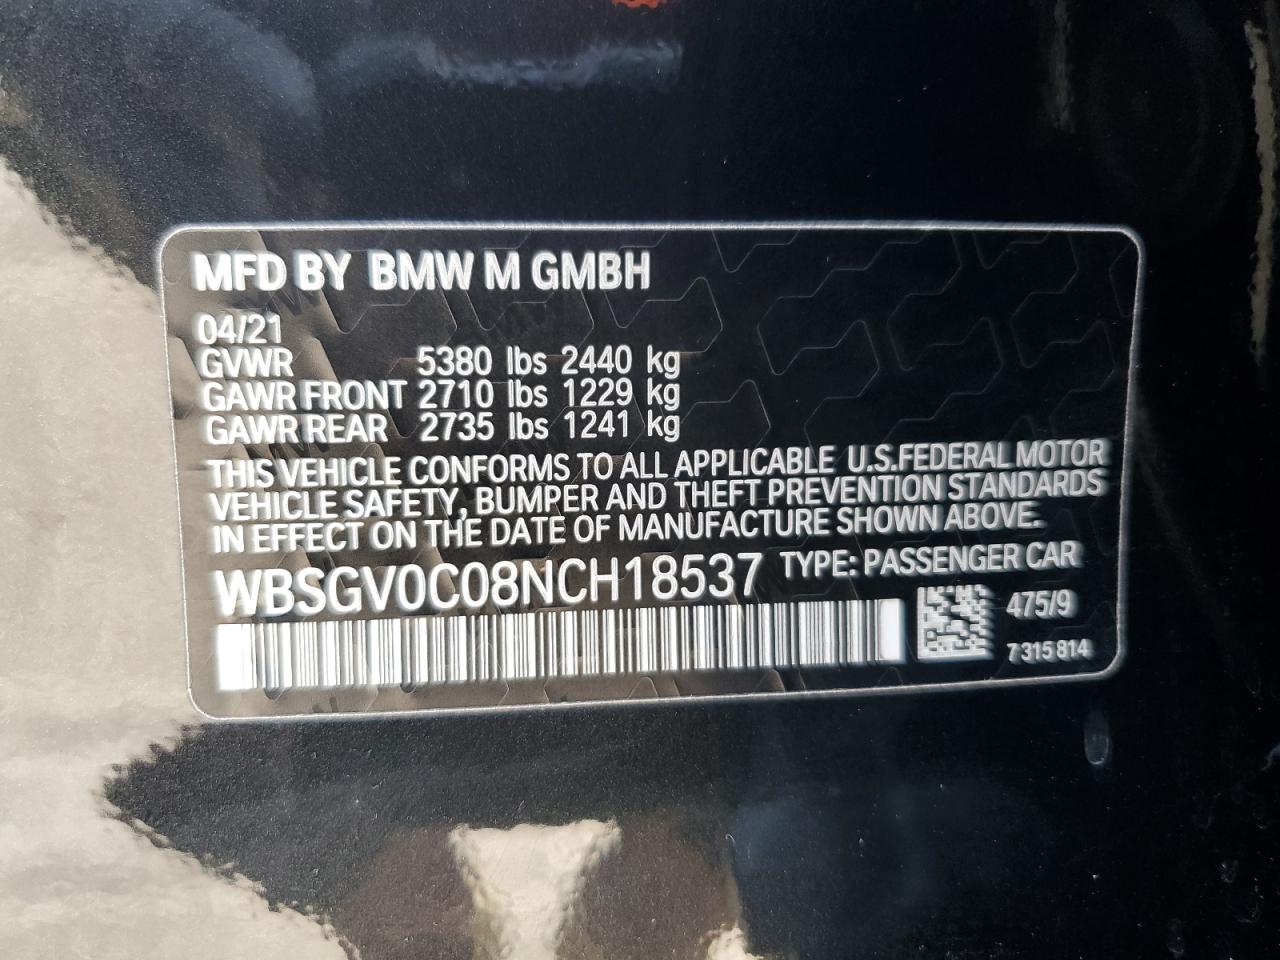 MFD BY BMW M GMBH
04/21
GVWR 5380 lbs 2440 kg
GAWR FRONT 2710 lbs 1229 kg
GAWR REAR 2735 lbs 1241 kg
THIS VEHICLE CONFORMS TO ALL APPLICABLE U.S.FEDERAL MOTOR
VEHICLE SAFETY, BUMPER AND THEFT PREVENTION STANDARDS
IN EFFECT ON THE DATE OF MANUFACTURE SHOWN ABOVE.
WBSGV0C08NCH18537 TYPE: PASSENGER CAR
475/9
7 315 814